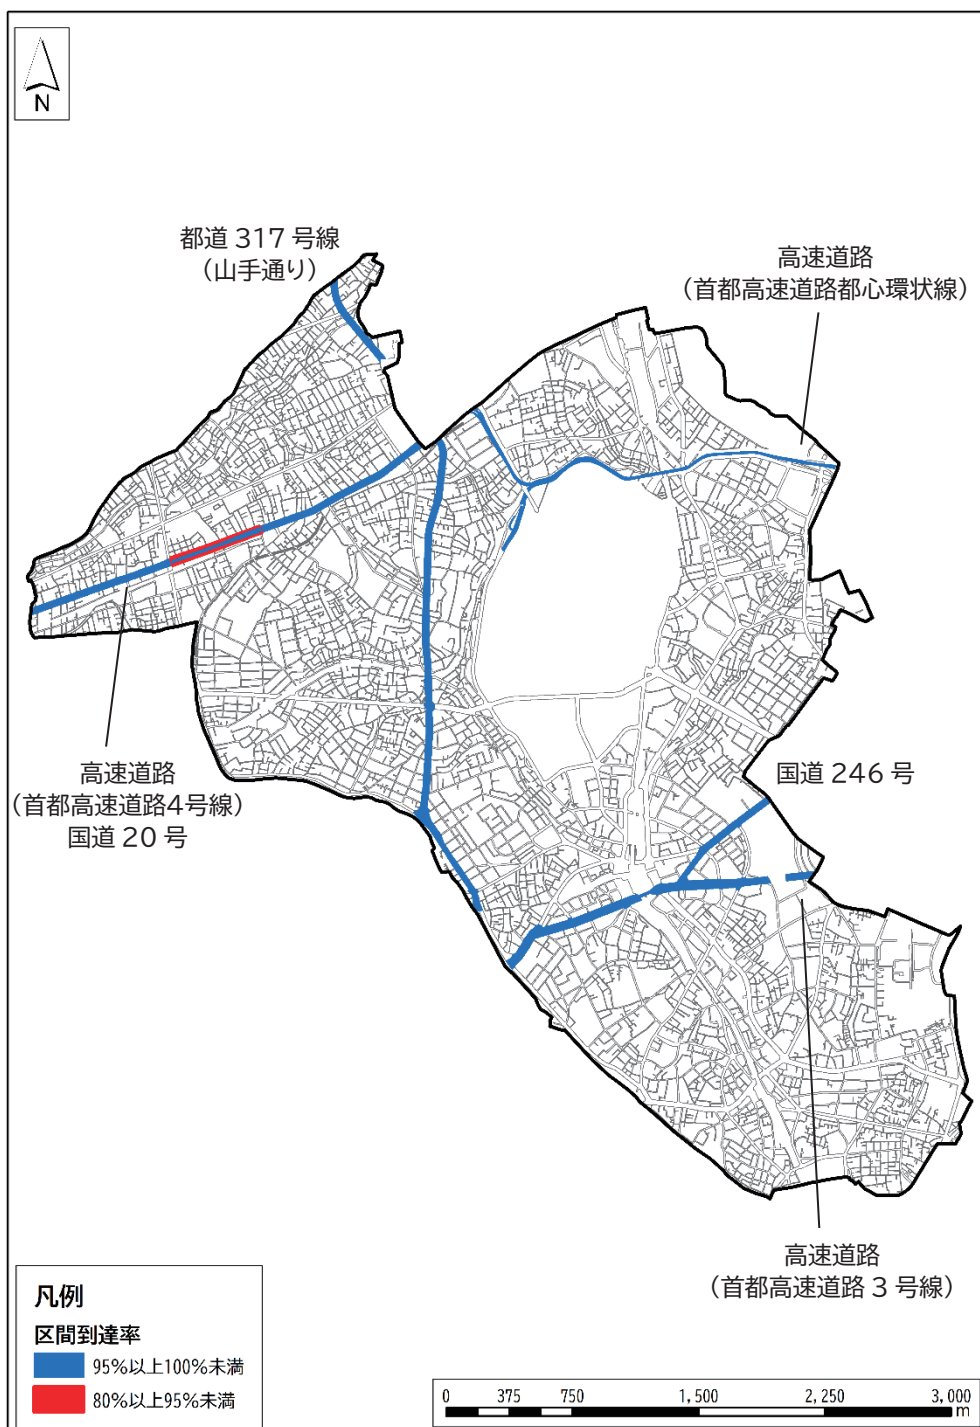 N
都道 317 号線
（山手通り）
高速道路
（首都高速道路都心環状線）
高速道路
（首都高速道路4号線）
国道 20 号
国道 246 号
高速道路
（首都高速道路 3 号線）
凡例
区間到達率
95%以上100%未満
80%以上95%未満
0 375 750 1,500 2,250 3,000
m